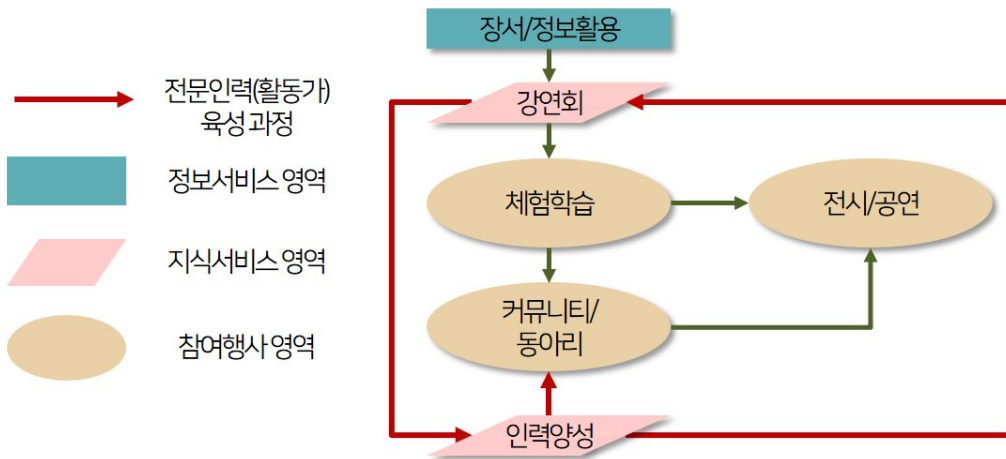 전문인력(활동가)
육성 과정
정보서비스 영역
지식서비스 영역
참여행사 영역
장서/정보활용
강연회
체험학습
전시/공연
커뮤니티/
동아리
인력양성